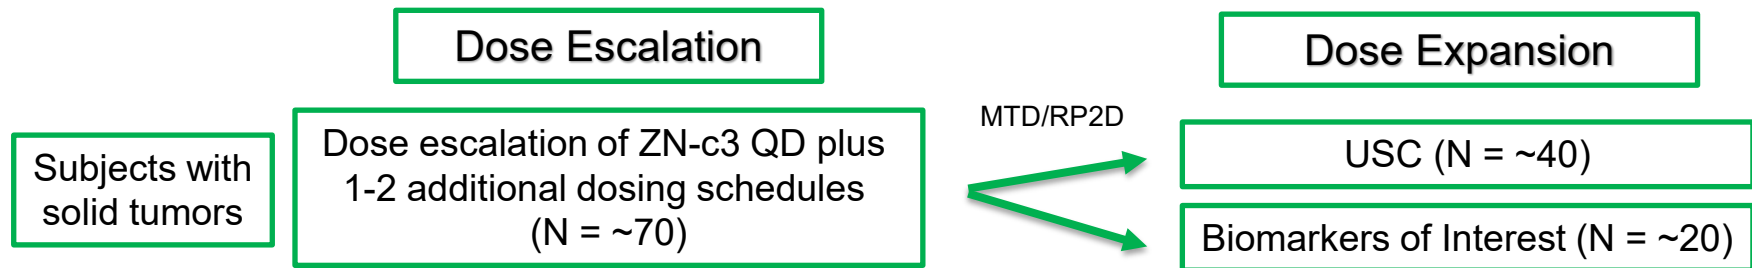 Dose Escalation
Dose Expansion
Subjects with
solid tumors
Dose escalation of ZN-c3 QD plus
1-2 additional dosing schedules
(N = ~70)
MTD/RP2D
USC (N = ~40)
Biomarkers of Interest (N = ~20)